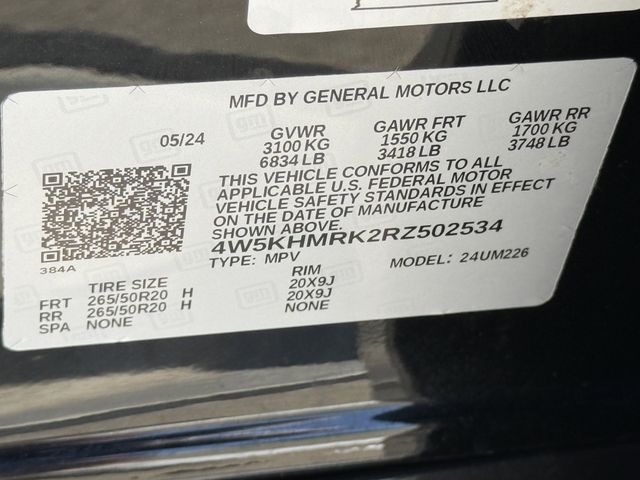 MFD BY GENERAL MOTORS LLC
05/24
GVWR
3100 KG
6834 LB
GAWR FRT
1550 KG
3418 LB
GAWR RR
1700 KG
3748 LB
THIS VEHICLE CONFORMS TO ALL
APPLICABLE U.S. FEDERAL MOTOR
VEHICLE SAFETY STANDARDS IN EFFECT
ON THE DATE OF MANUFACTURE
SHOWN ABOVE.
4W5KHMRK2RZ502534
TYPE: MPV
MODEL: 24UM226
384A
TIRE SIZE
RIM
FRT 265/50R20 H 20X9J
RR 265/50R20 H 20X9J
SPA NONE NONE